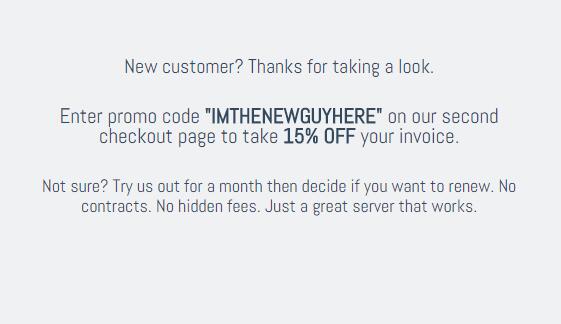 New customer? Thanks for taking a look.
Enter promo code "IMTHENEWGUYHERE" on our second
checkout page to take 15% OFF your invoice.
Not sure? Try us out for a month then decide if you want to renew. No
contracts. No hidden fees. Just a great server that works.